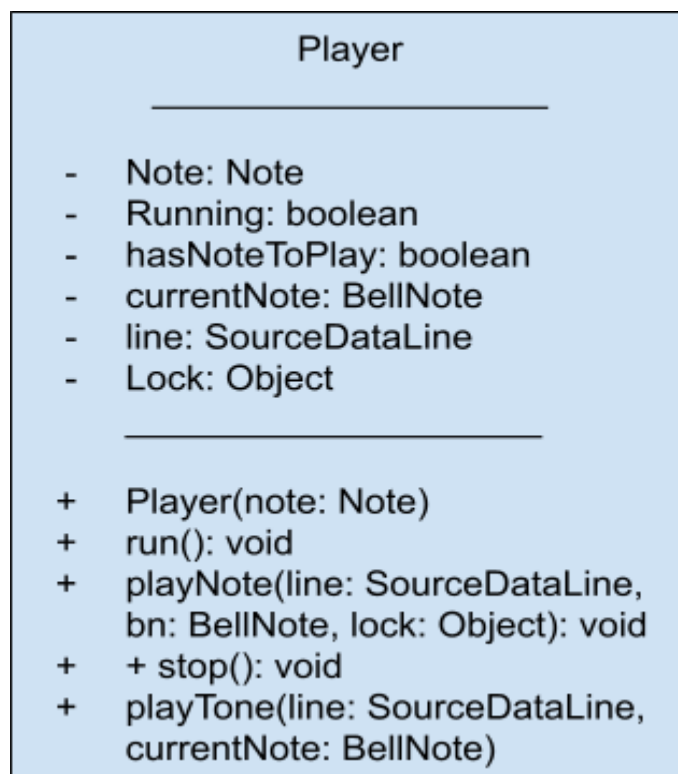 Player
- Note: Note
- Running: boolean
- hasNoteToPlay: boolean
- currentNote: BellNote
- line: SourceDataLine
- Lock: Object
+ Player(note: Note)
+ run(): void
+ playNote(line: SourceDataLine,
bn: BellNote, lock: Object): void
+ + stop(): void
+ playTone(line: SourceDataLine,
currentNote: BellNote)